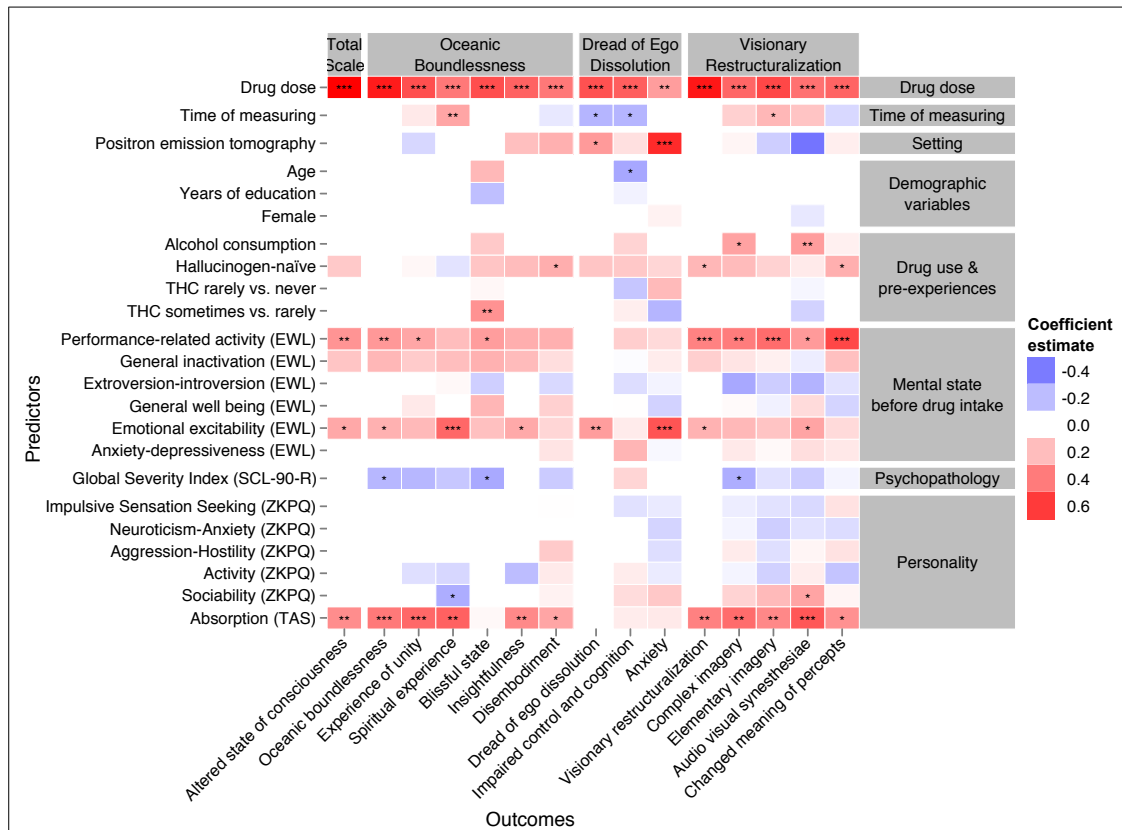 Total
Scale
Oceanic
Boundlessness
Dread of Ego
Dissolution
Visionary
Restructuralization
Drug dose *** *** *** *** *** *** *** *** *** ** *** *** *** *** *** Drug dose
Time of measuring ** * * * Time of measuring
Positron emission tomography * *** Setting
Age *
Years of education
Female
Demographic
variables
Alcohol consumption * **
Hallucinogen-naïve * * *
THC rarely vs. never
THC sometimes vs. rarely **
Drug use &
pre-experiences
Performance-related activity (EWL) ** ** * * *** ** *** * ***
General inactivation (EWL)
Extroversion-introversion (EWL)
General well being (EWL)
Emotional excitability (EWL) * * *** * ** *** * *
Anxiety-depressiveness (EWL)
Mental state
before drug intake
Global Severity Index (SCL-90-R) * * * Psychopathology
Impulsive Sensation Seeking (ZKPQ)
Neuroticism-Anxiety (ZKPQ)
Aggression-Hostility (ZKPQ)
Activity (ZKPQ)
Sociability (ZKPQ) * *
Absorption (TAS) ** *** *** ** ** * ** ** ** *** *
Personality
Predictors
Altered state of consciousness
Oceanic boundlessness
Experience of unity
Spiritual experience
Blissful state
Insightfulness
Disembodiment
Dread of ego dissolution
Impaired control and cognition
Anxiety
Visionary restructuralization
Complex imagery
Elementary imagery
Audio visual synesthesiae
Changed meaning of percepts
Outcomes
Coefficient
estimate
-0.4
-0.2
0.0
0.2
0.4
0.6